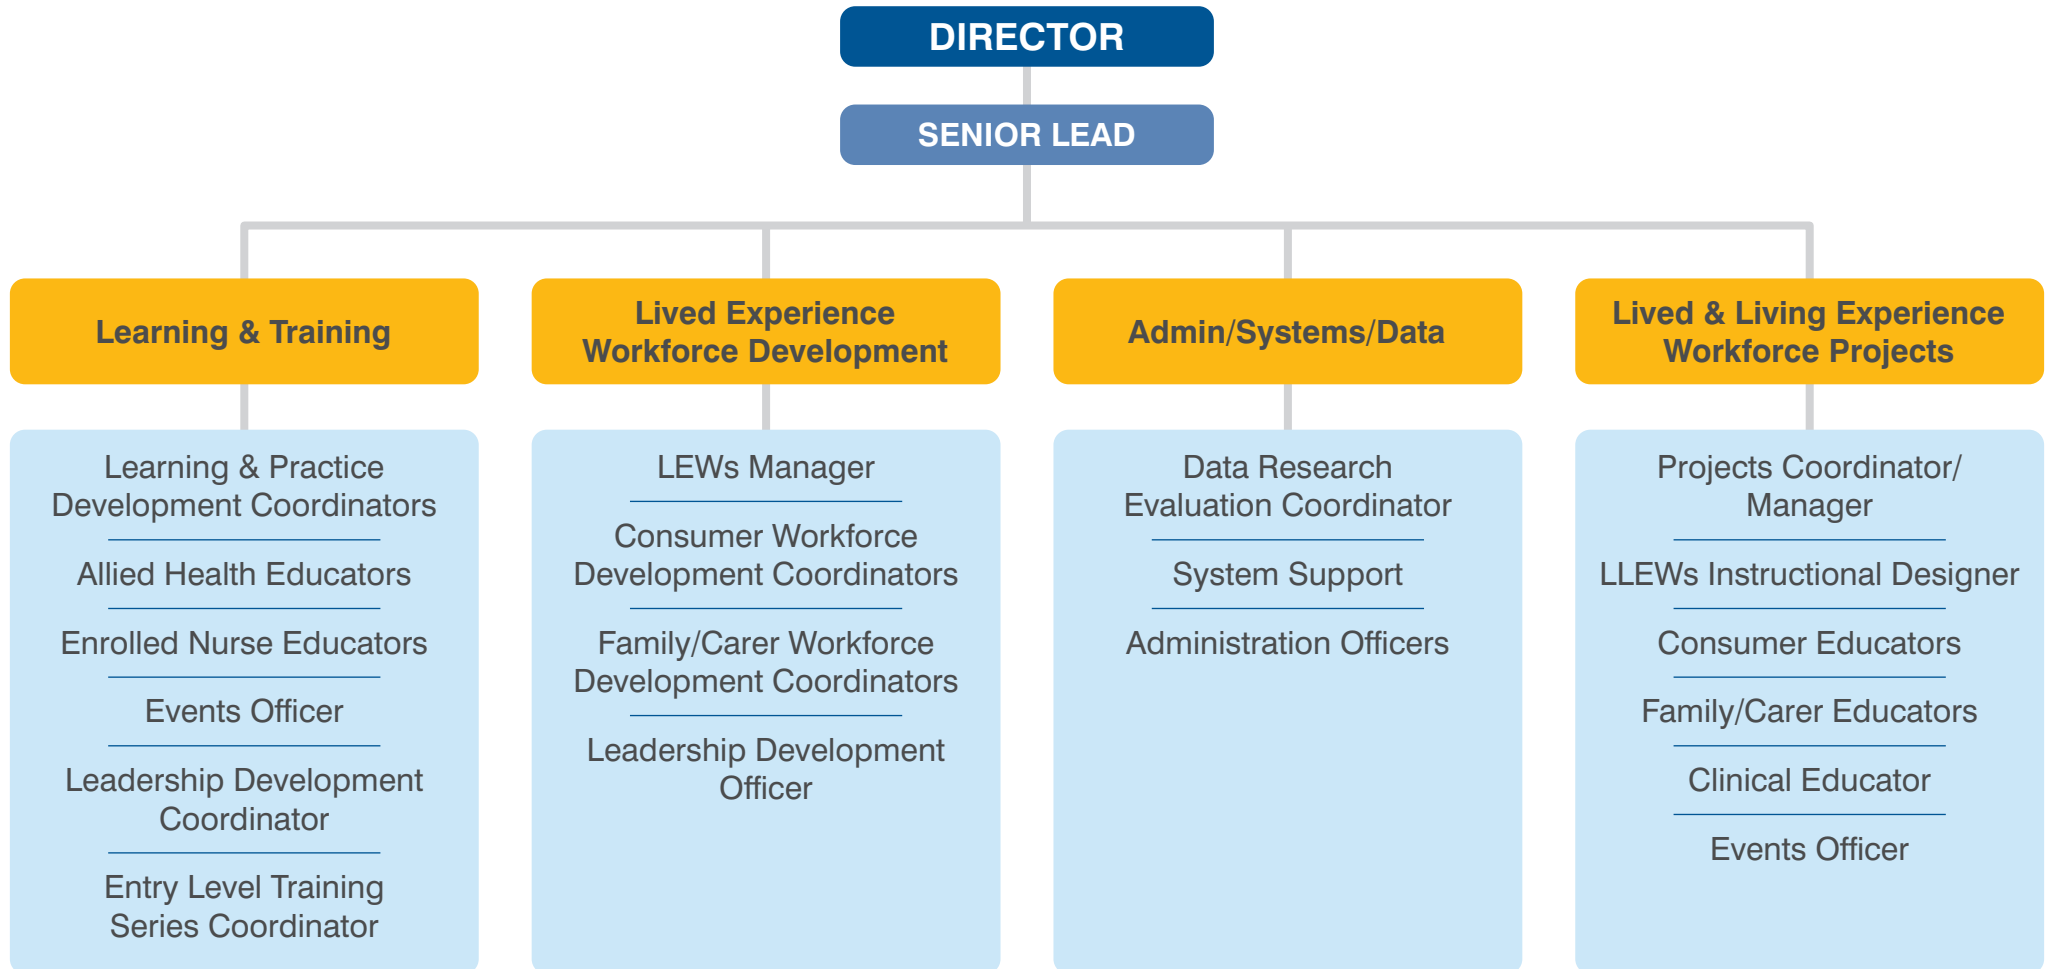 DIRECTOR
SENIOR LEAD
Learning & Training
Learning & Practice
Development Coordinators
Allied Health Educators
Enrolled Nurse Educators
Events Officer
Leadership Development
Coordinator
Entry Level Training
Series Coordinator
Lived Experience
Workforce Development
LEWs Manager
Consumer Workforce
Development Coordinators
Family/Carer Workforce
Development Coordinators
Leadership Development
Officer
Admin/Systems/Data
Data Research
Evaluation Coordinator
System Support
Administration Officers
Lived & Living Experience
Workforce Projects
Projects Coordinator/
Manager
LLEWs Instructional Designer
Consumer Educators
Family/Carer Educators
Clinical Educator
Events Officer